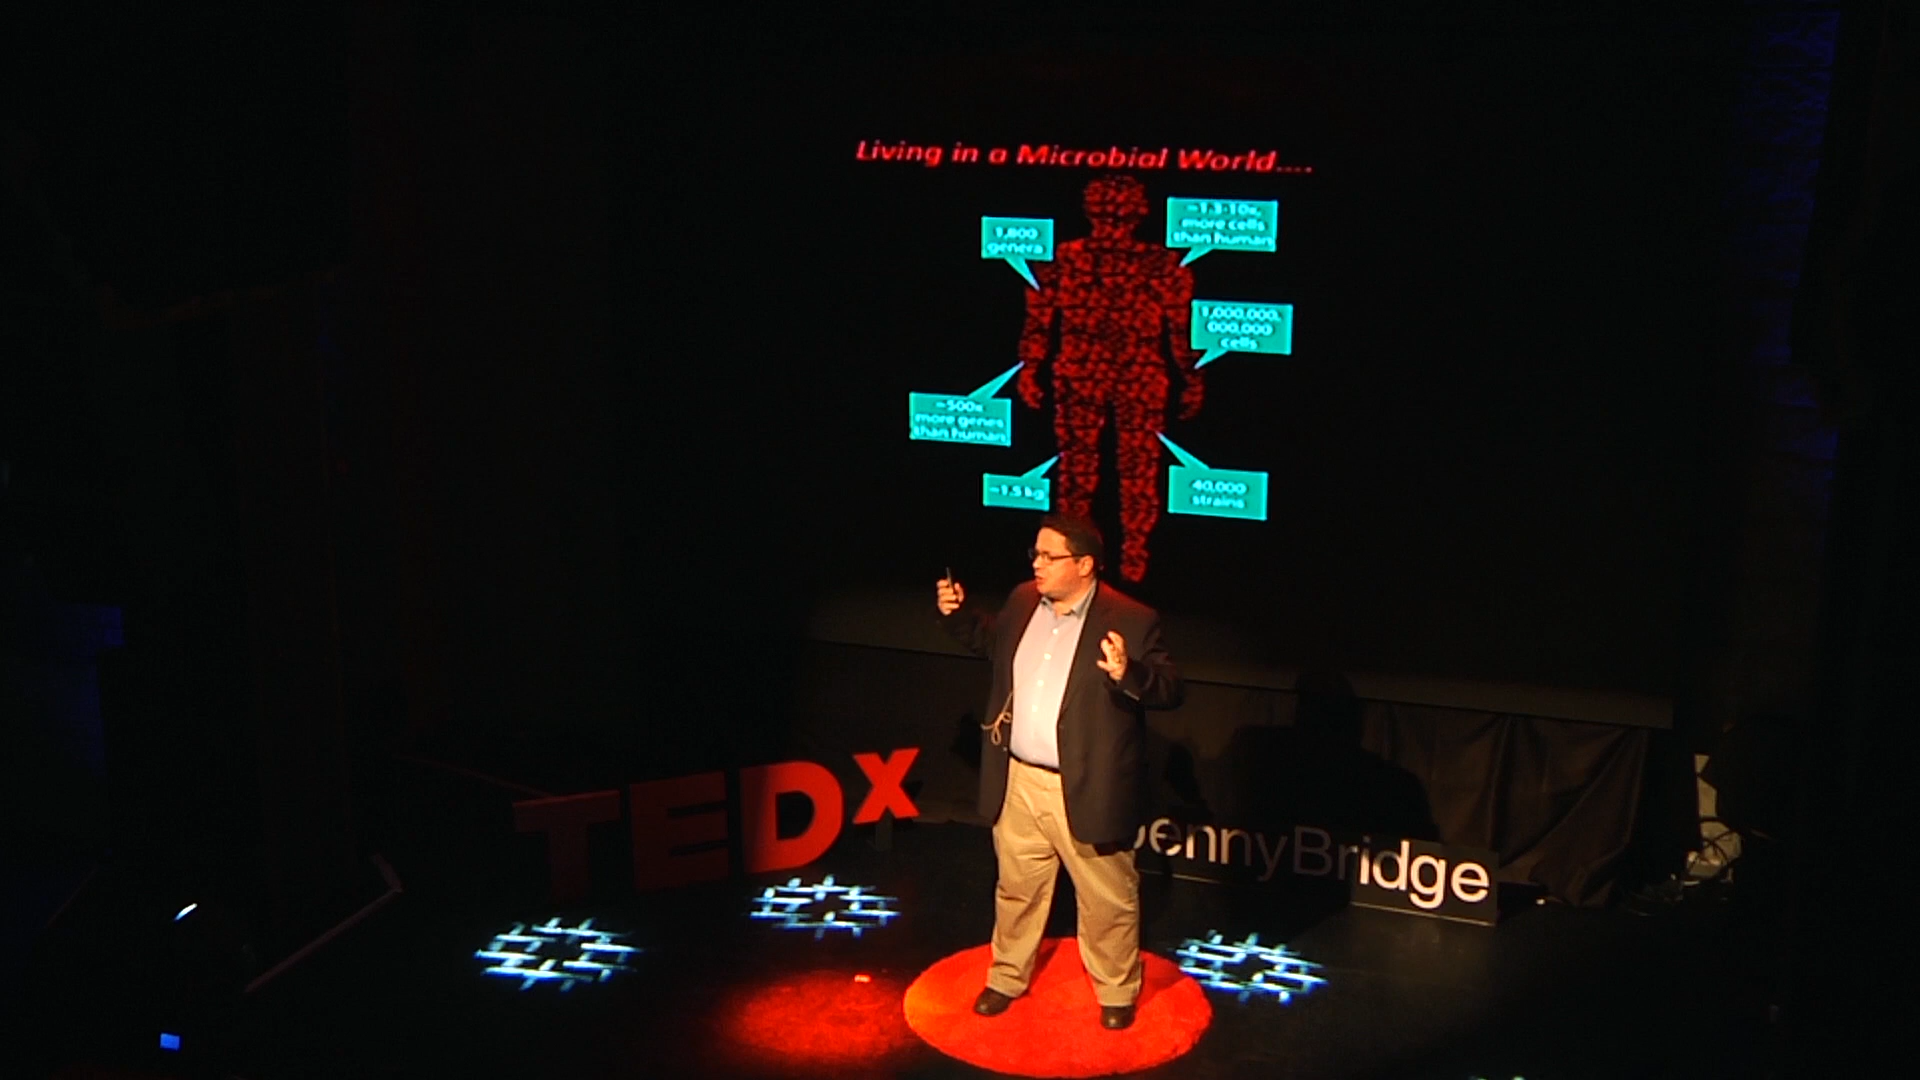 Living in a Microbial World....
1,800
genera
~1.3-10x
more cells
than human
1,000,000,
000,000
cells
~500x
more genes
than human
~1.5 kg
40,000
strains
TEDx
pennyBridge